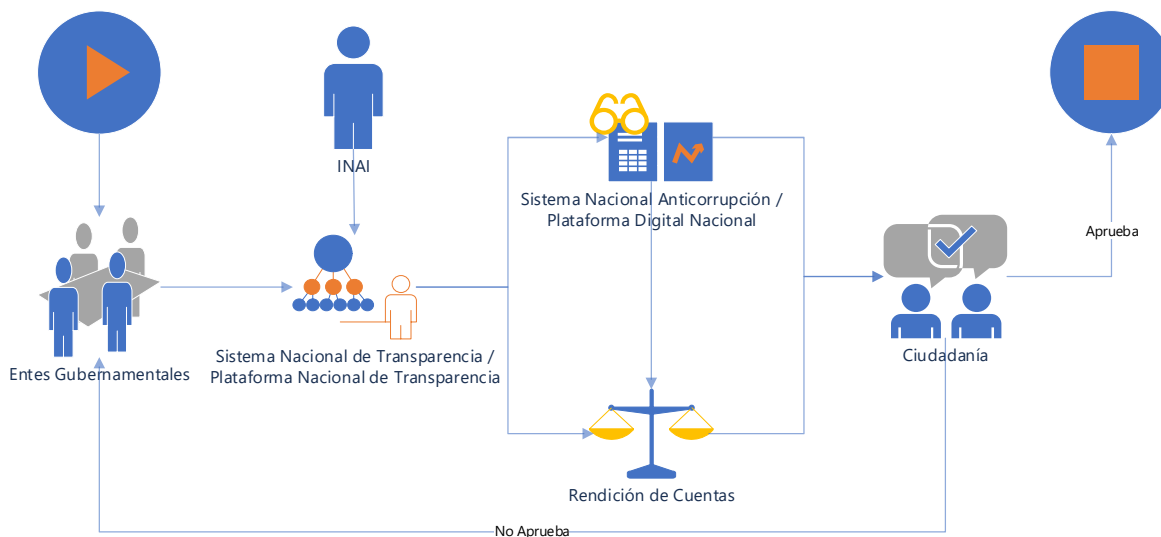 INAI
Sistema Nacional Anticorrupción /
Plataforma Digital Nacional
Aprueba
Entes Gubernamentales
Sistema Nacional de Transparencia /
Plataforma Nacional de Transparencia
Ciudadanía
Rendición de Cuentas
No Aprueba